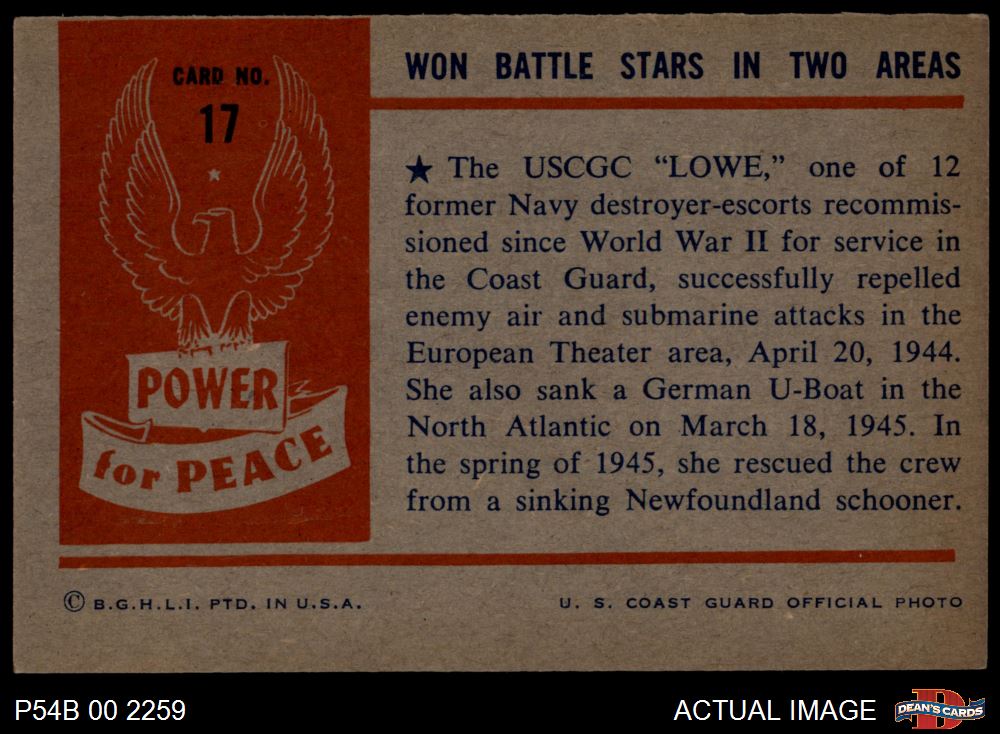 CARD NO.
17
POWER
for PEACE
WON BATTLE STARS IN TWO AREAS
★ The USCGC “LOWE,” one of 12
former Navy destroyer-escorts recommis-
sioned since World War II for service in
the Coast Guard, successfully repelled
enemy air and submarine attacks in the
European Theater area, April 20, 1944.
She also sank a German U-Boat in the
North Atlantic on March 18, 1945. In
the spring of 1945, she rescued the crew
from a sinking Newfoundland schooner.
© B.G.H.L.I. PTD. IN U.S.A.
U. S. COAST GUARD OFFICIAL PHOTO
P54B 00 2259
ACTUAL IMAGE
DEAN'S CARDS